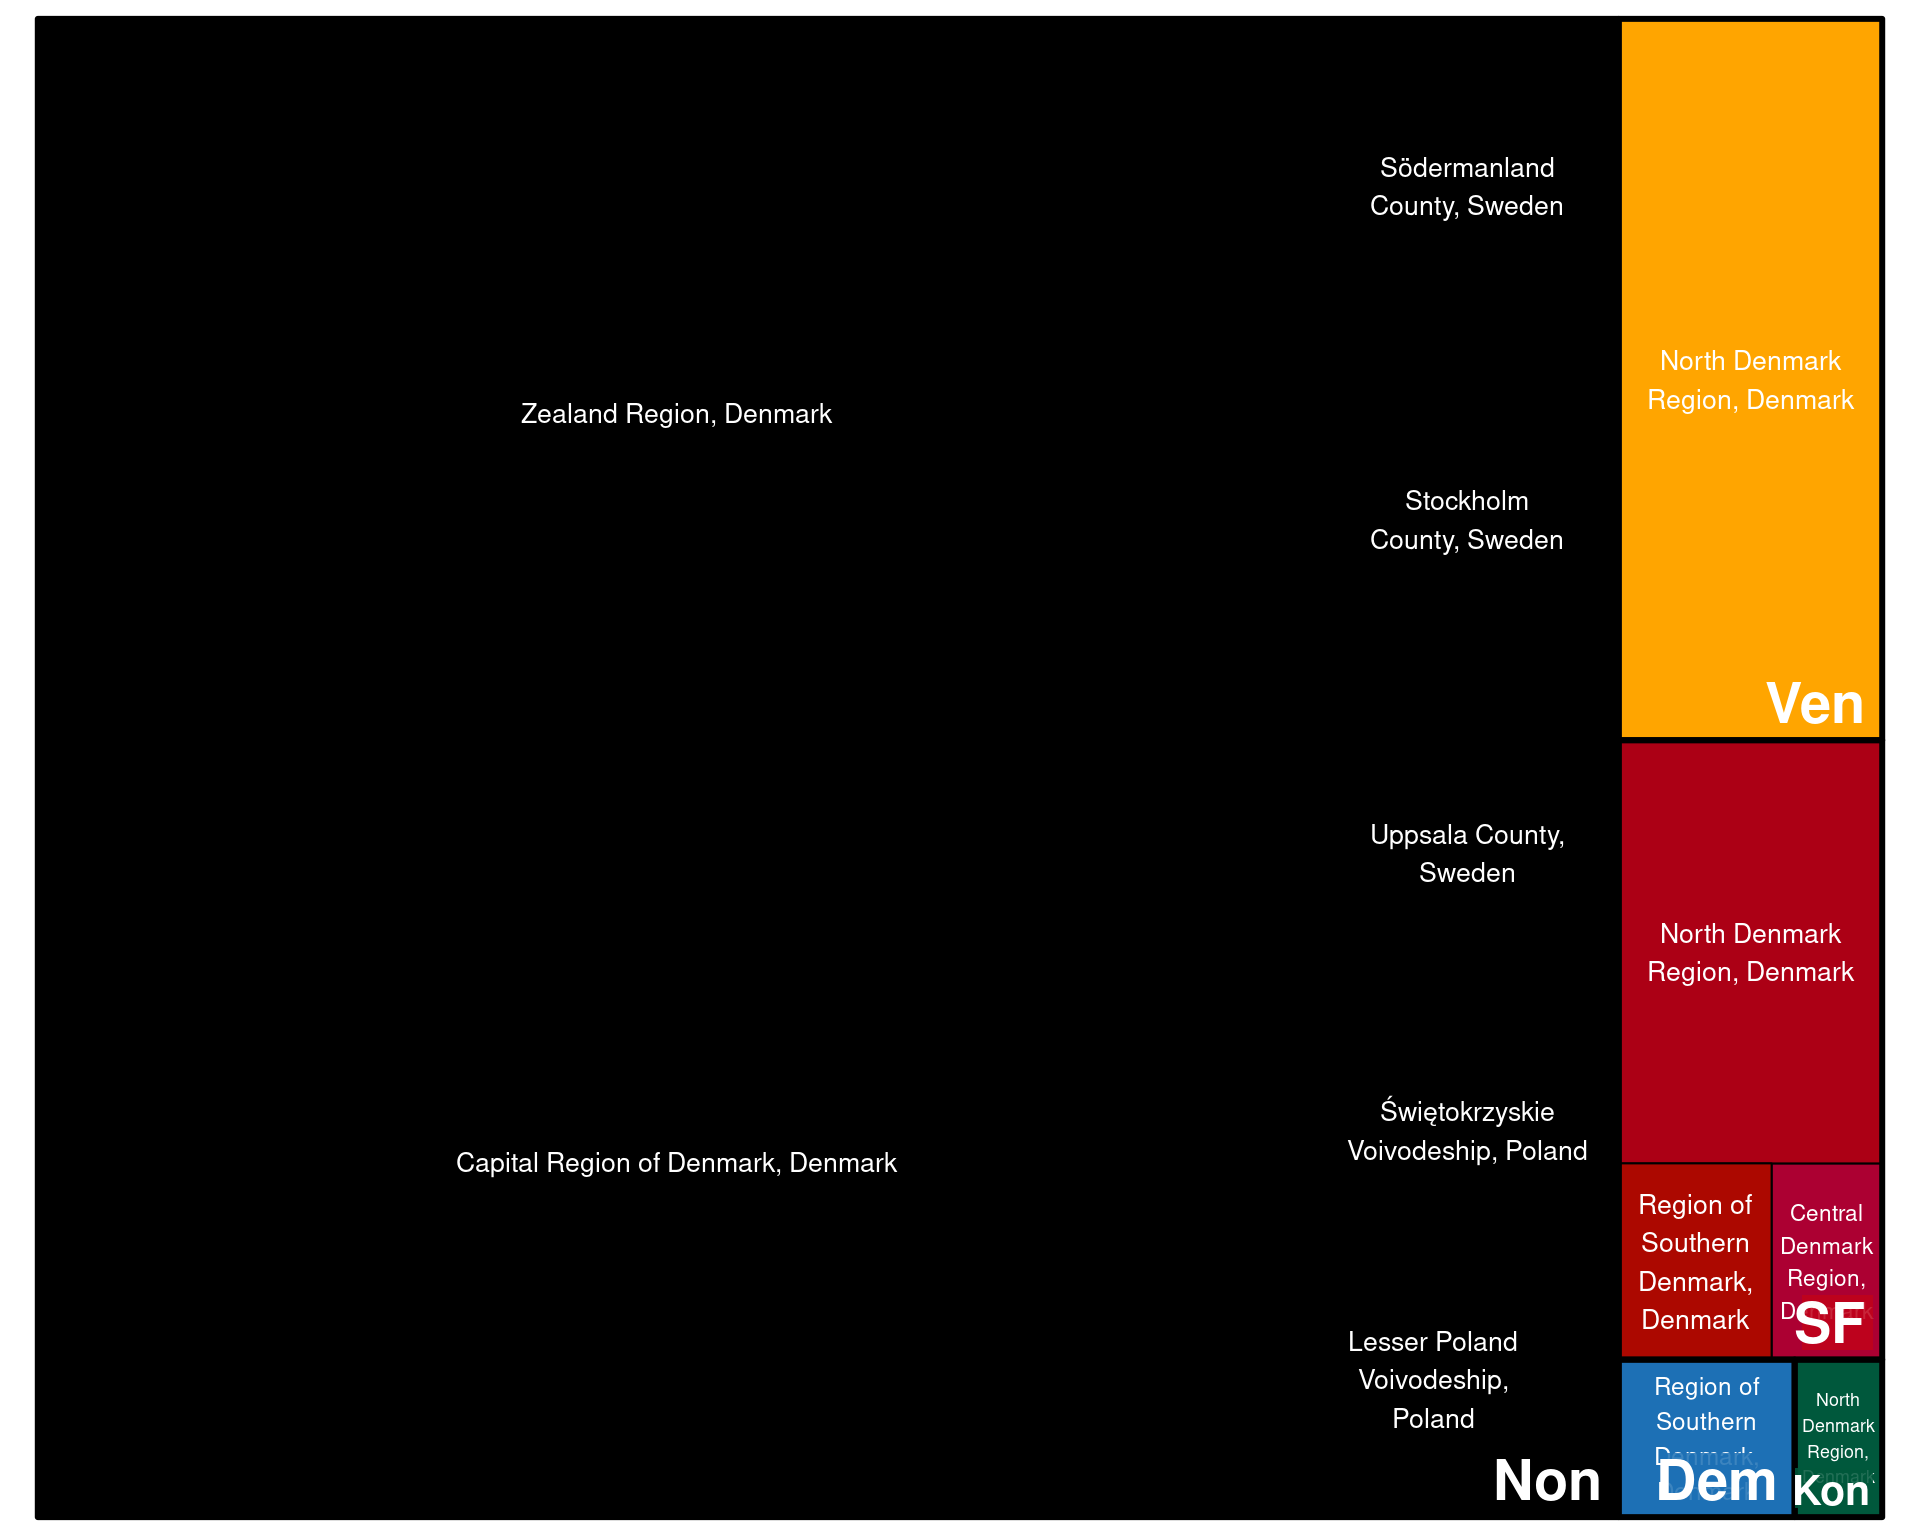 Zealand Region, Denmark
Capital Region of Denmark, Denmark
Södermanland
County, Sweden
Stockholm
County, Sweden
Uppsala County,
Sweden
Świętokrzyskie
Voivodeship, Poland
Lesser Poland
Voivodeship,
Poland
Non
North Denmark
Region, Denmark
Ven
North Denmark
Region, Denmark
Region of
Southern
Denmark,
Denmark
Central
Denmark
Region,
Denmark
SF
Region of
Southern
Denmark,
Dem
North
Denmark
Region,
Denmark
Kon